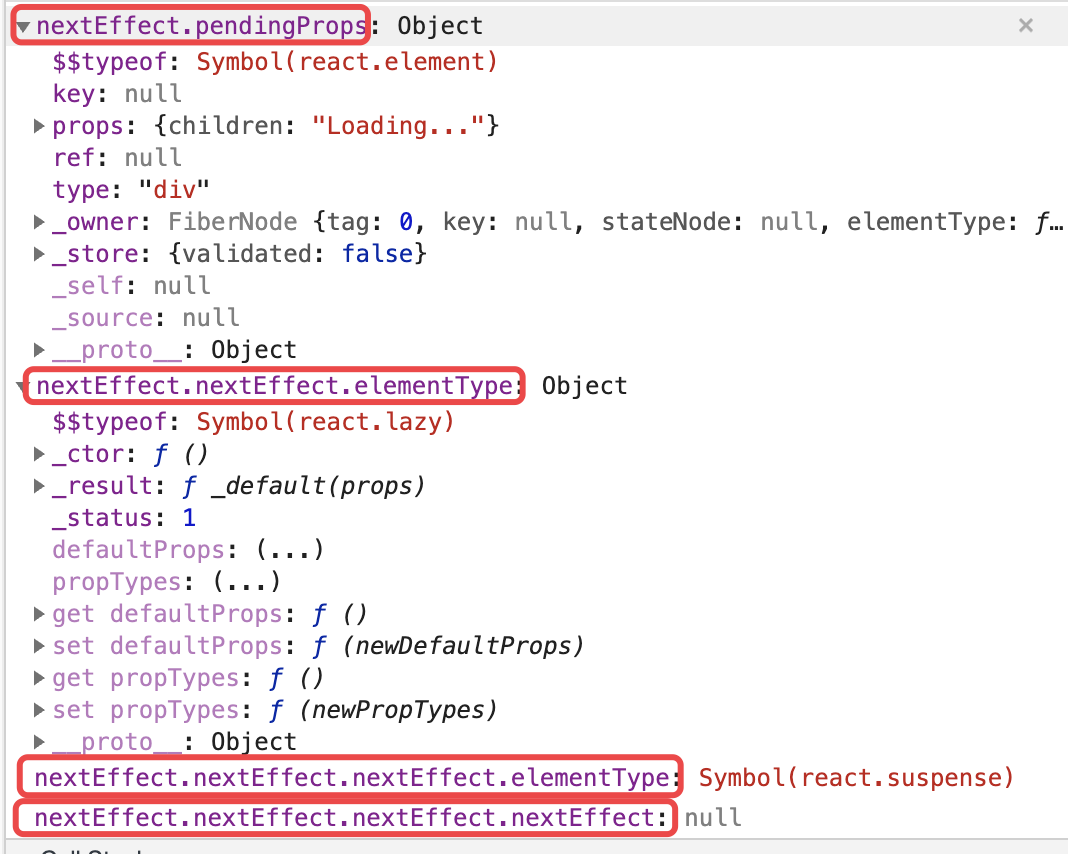 ▼nextEffect.pendingProps: Object ×
$$typeof: Symbol(react.element)
key: null
▶props: {children: "Loading..."}
ref: null
type: "div"
▶_owner: FiberNode {tag: 0, key: null, stateNode: null, elementType: ƒ…
▶_store: {validated: false}
_self: null
_source: null
▶__proto__: Object
▼nextEffect.nextEffect.elementType: Object
$$typeof: Symbol(react.lazy)
▶_ctor: ƒ ()
▶_result: ƒ _default(props)
_status: 1
defaultProps: (...)
propTypes: (...)
▶get defaultProps: ƒ ()
▶set defaultProps: ƒ (newDefaultProps)
▶get propTypes: ƒ ()
▶set propTypes: ƒ (newPropTypes)
▶__proto__: Object
nextEffect.nextEffect.nextEffect.elementType: Symbol(react.suspense)
nextEffect.nextEffect.nextEffect.nextEffect: null